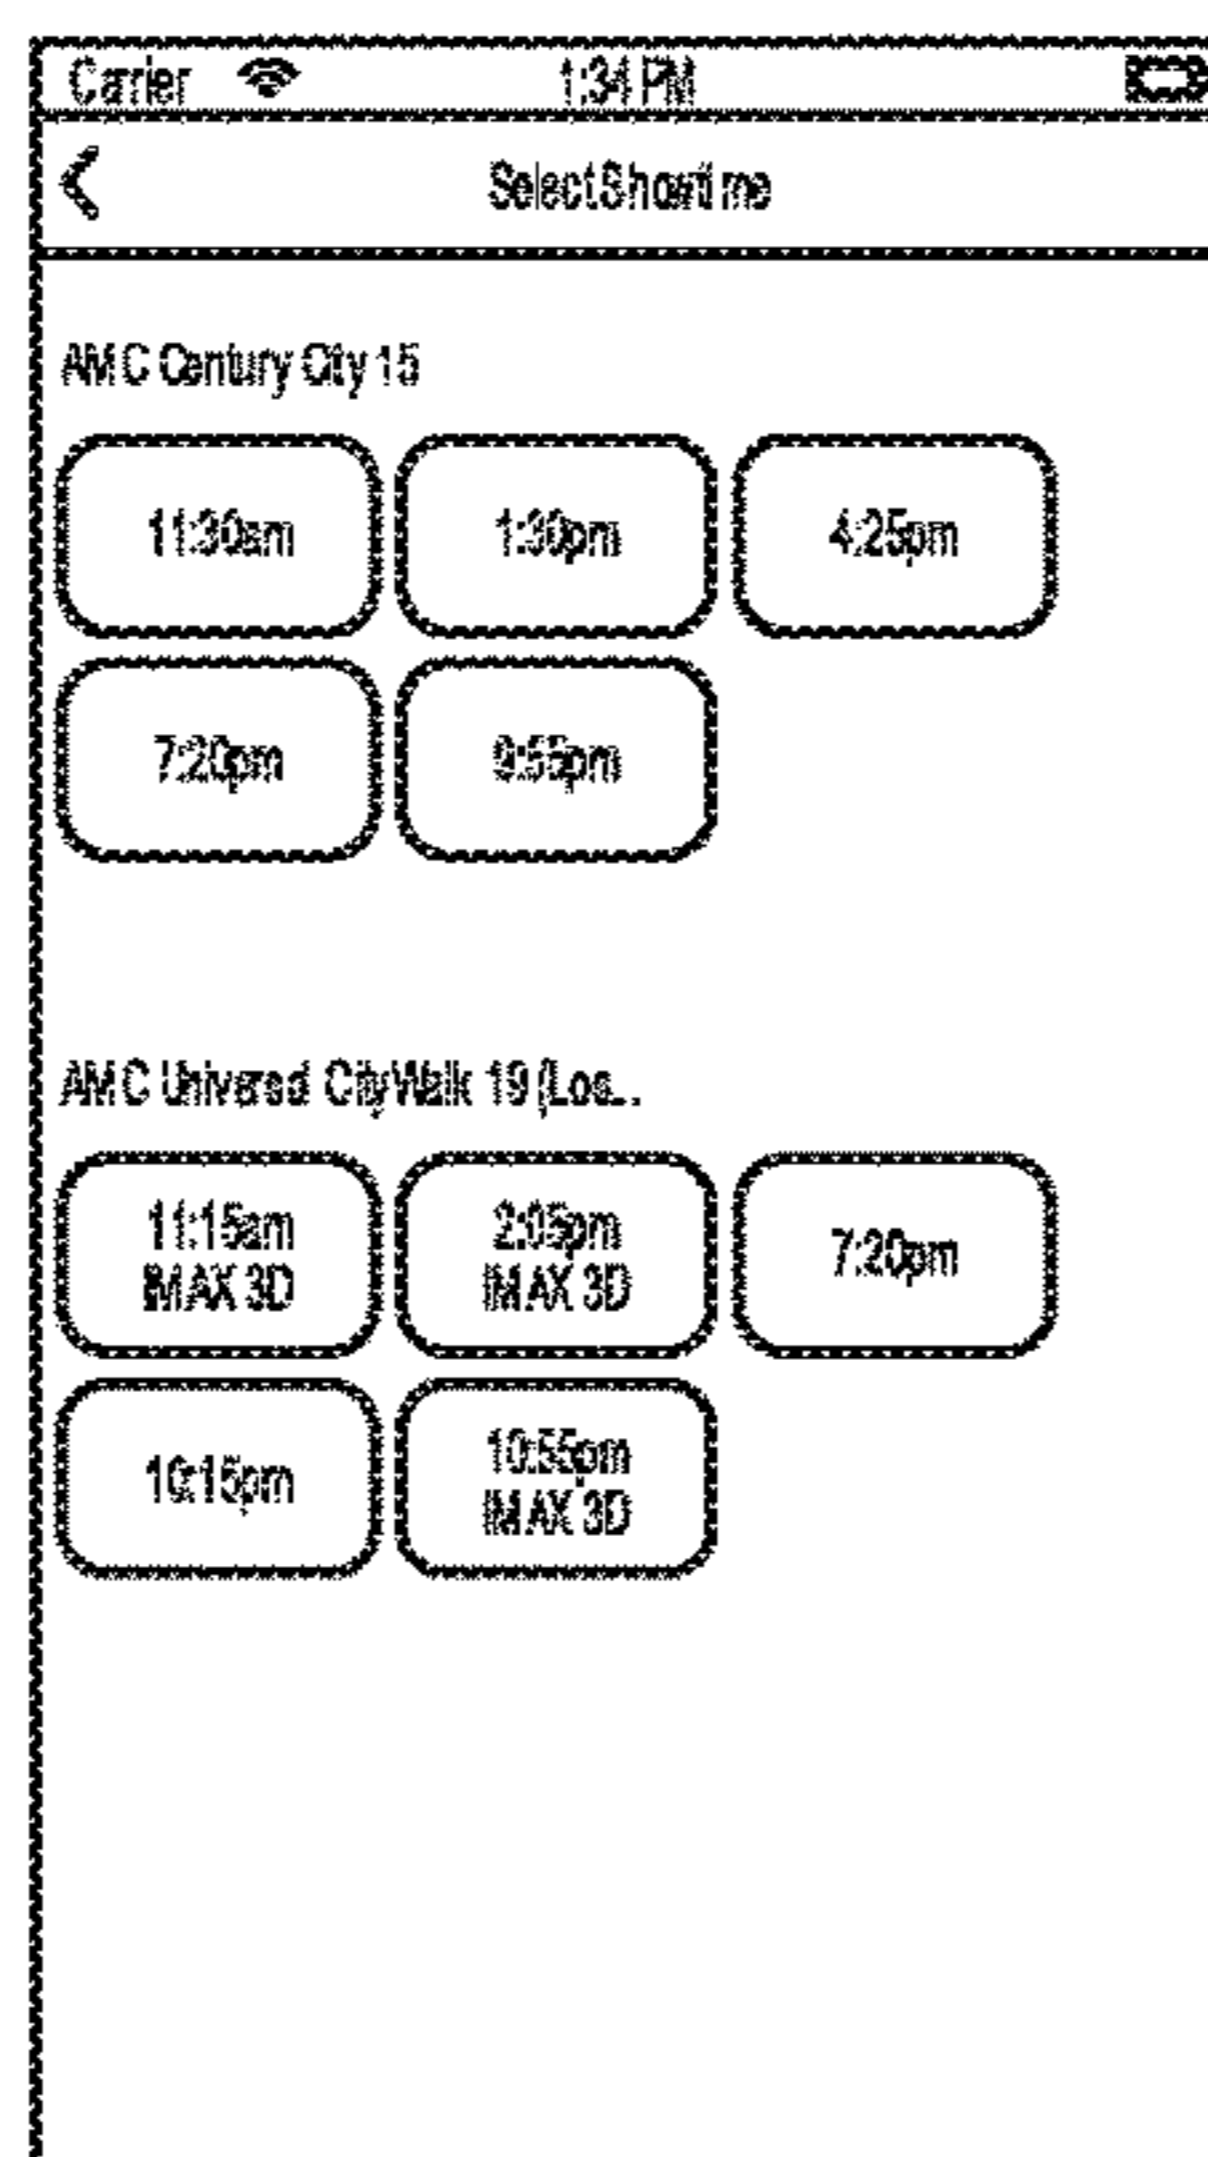 Carrier 1:34 PM
Select Showtime
AMC Century City 15
11:30am 1:30pm 4:25pm
7:20pm 9:55pm
AMC Universal CityWalk 19 (Los...
11:15am 2:05pm 7:20pm
IMAX 3D IMAX 3D
10:15pm 10:55pm
IMAX 3D